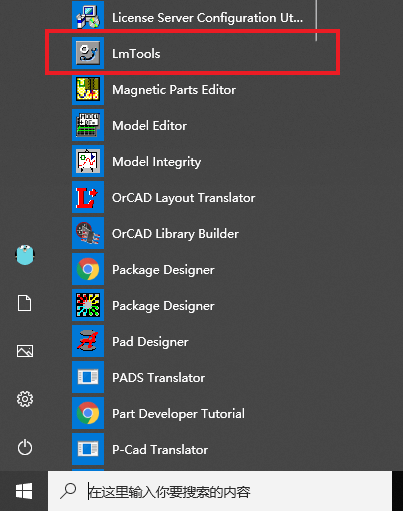 License Server Configuration Ut...
LmTools
Magnetic Parts Editor
Model Editor
Model Integrity
OrCAD Layout Translator
OrCAD Library Builder
Package Designer
Package Designer
Pad Designer
PADS Translator
Part Developer Tutorial
P-Cad Translator
在这里输入你要搜索的内容